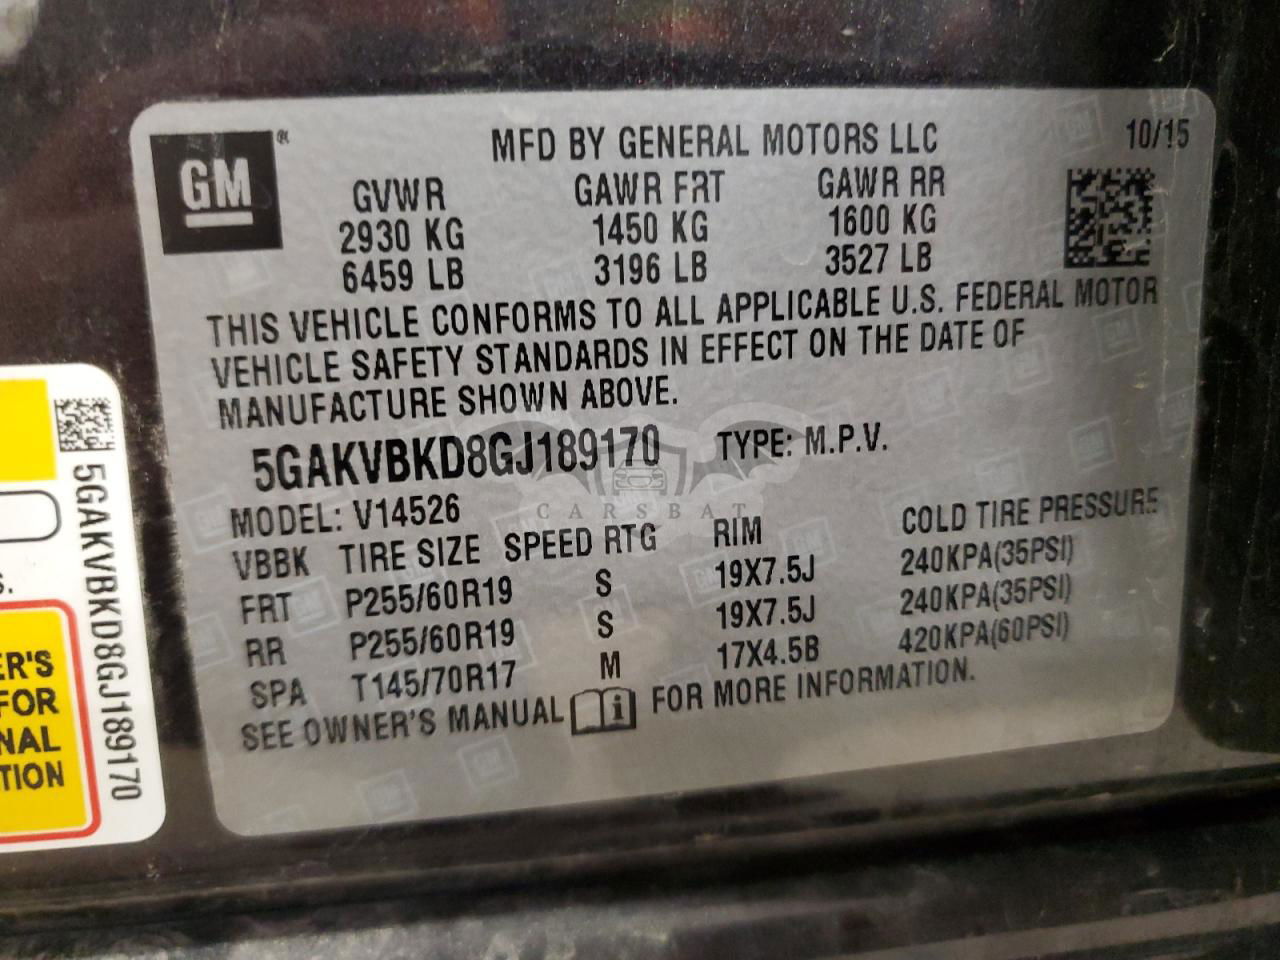 GM ®
MFD BY GENERAL MOTORS LLC
10/15
GVWR GAWR FRT GAWR RR
2930 KG 1450 KG 1600 KG
6459 LB 3196 LB 3527 LB
THIS VEHICLE CONFORMS TO ALL APPLICABLE U.S. FEDERAL MOTOR
VEHICLE SAFETY STANDARDS IN EFFECT ON THE DATE OF
MANUFACTURE SHOWN ABOVE.
5GAKVBKD8GJ189170 TYPE: M.P.V.
CARSBAT
MODEL: V14526
VBBK TIRE SIZE SPEED RTG RIM COLD TIRE PRESSURE
FRT P255/60R19 S 19X7.5J 240KPA(35PSI)
RR P255/60R19 S 19X7.5J 240KPA(35PSI)
SPA T145/70R17 M 17X4.5B 420KPA(60PSI)
SEE OWNER'S MANUAL i FOR MORE INFORMATION.
5GAKVBKD8GJ189170
S.
ER'S
FOR
NAL
TION